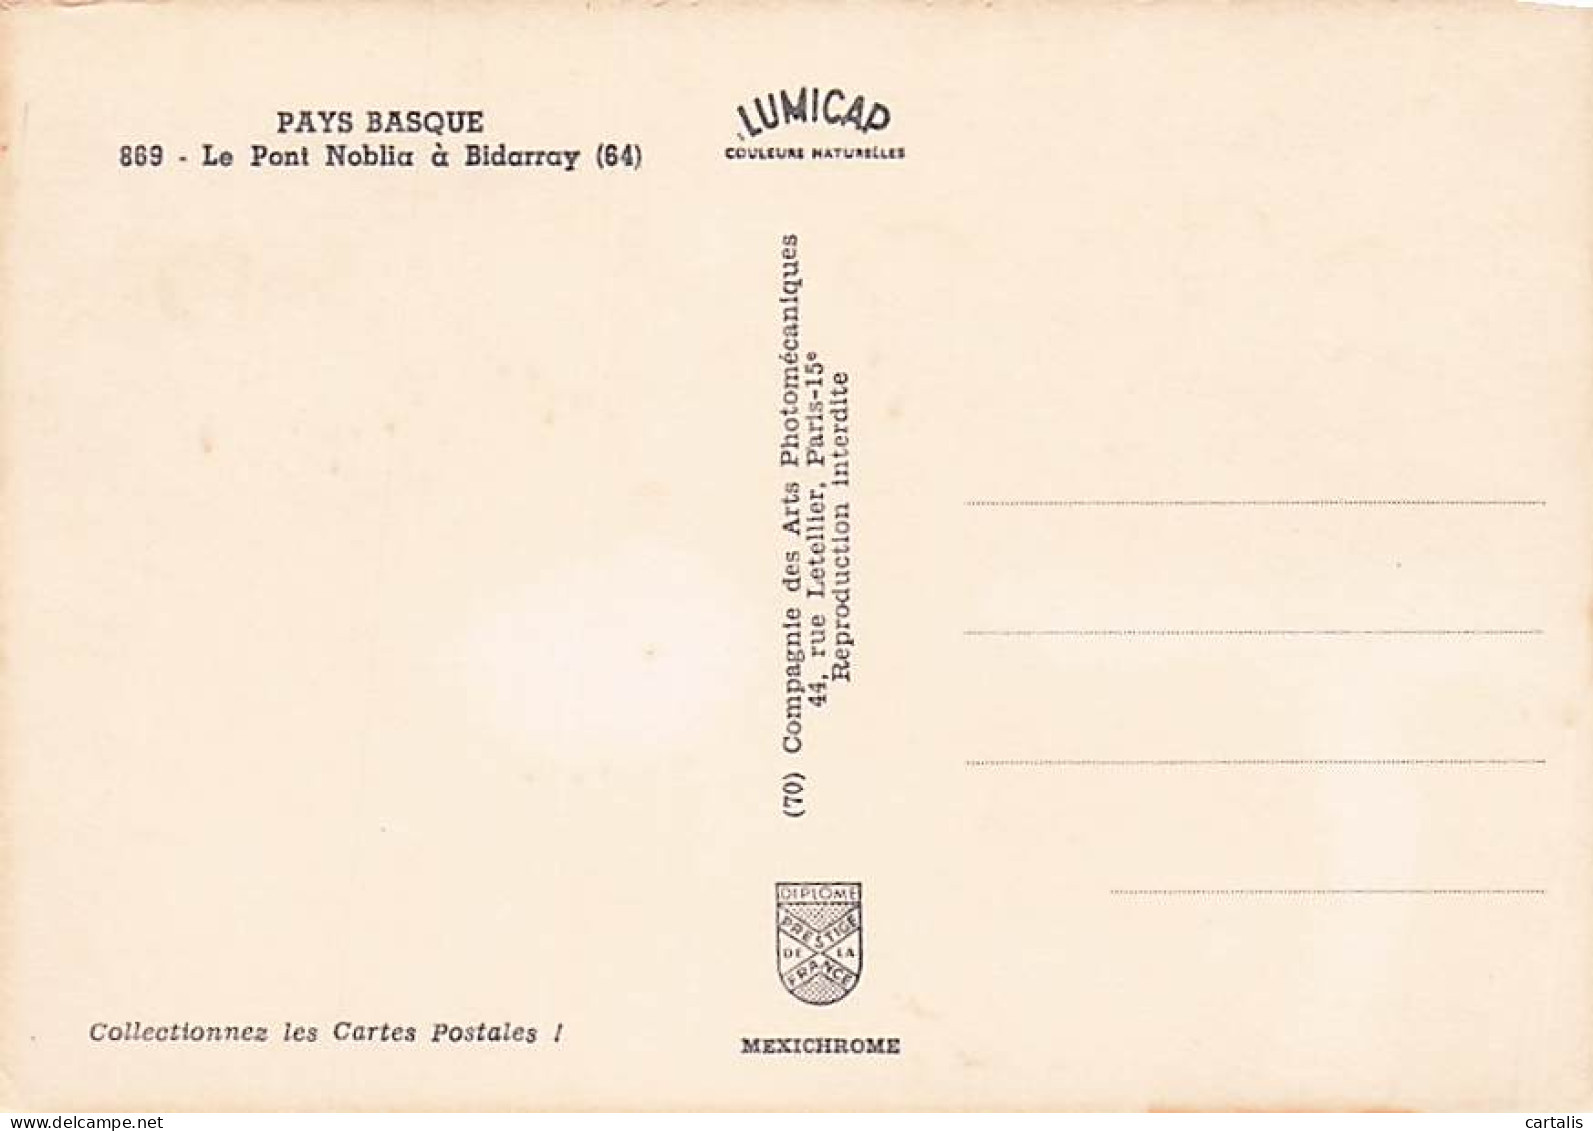 PAYS BASQUE
869 - Le Pont Noblia à Bidarray (64)
LUMICAP
COULEURS NATURELLES
(70) Compagnie des Arts Photomécaniques
44, rue Letellier, Paris-15e
Reproduction interdite
DIPLOME
PRESTIGE
DE LA
FRANCE
MEXICHROME
Collectionnez les Cartes Postales !
delcampe.net
cartalis